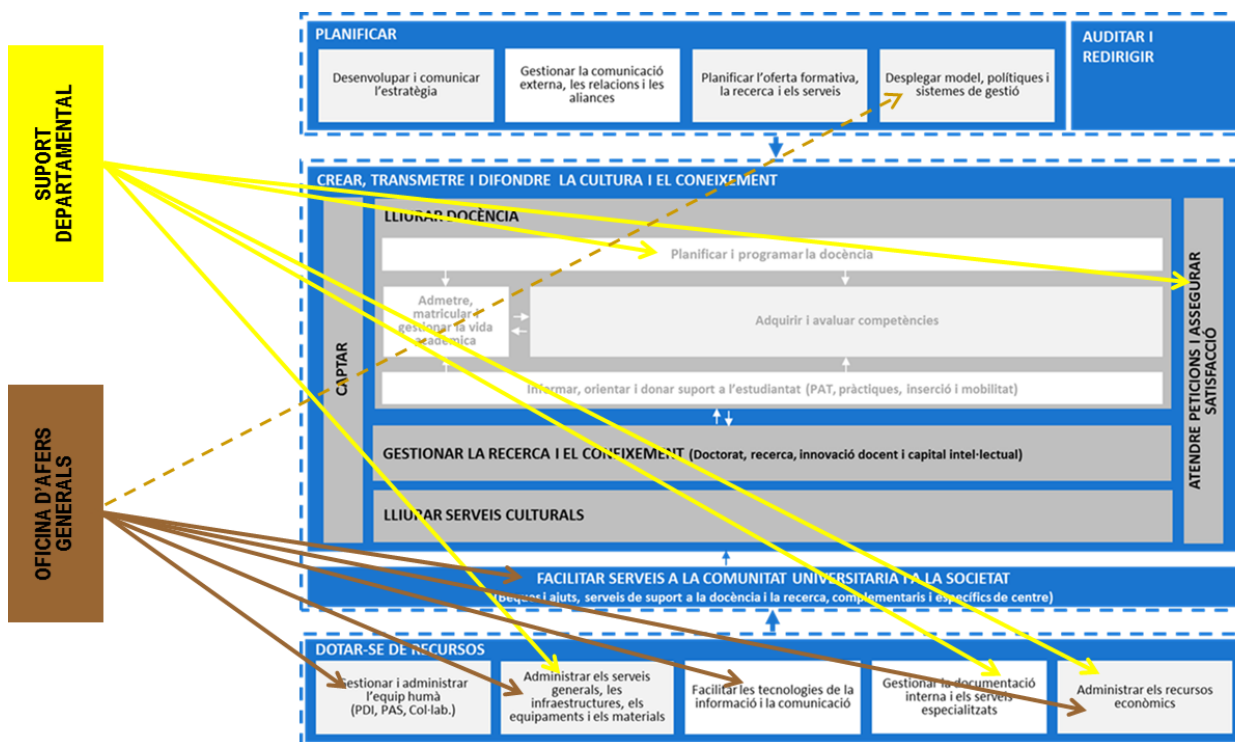 SUPORT
DEPARTAMENTAL
OFICINA D'AFERS
GENERALS
PLANIFICAR
Desenvolupar i comunicar
l'estratègia
Gestionar la comunicació
externa, les relacions i les
aliances
Planificar l'oferta formativa,
la recerca i els serveis
Desplegar model, polítiques i
sistemes de gestió
AUDITAR I
REDIRIGIR
CREAR, TRANSMETRE I DIFONDRE LA CULTURA I EL CONEIXEMENT
CAPTAR
LLIURAR DOCÈNCIA
Planificar i programar la docència
Admetre,
matricular i
gestionar la vida
acadèmica
Adquirir i avaluar competències
Informar, orientar i donar suport a l'estudiantat (PAT, pràctiques, inserció i mobilitat)
GESTIONAR LA RECERCA I EL CONEIXEMENT (Doctorat, recerca, innovació docent i capital intel·lectual)
LLIURAR SERVEIS CULTURALS
ATENDRE PETICIONS I ASSEGURAR
SATISFACCIÓ
FACILITAR SERVEIS A LA COMUNITAT UNIVERSITARIA I A LA SOCIETAT
(Beques i ajuts, serveis de suport a la docència i la recerca, complementaris i específics de centre)
DOTAR-SE DE RECURSOS
Gestionar i administrar
l'equip humà
(PDI, PAS, Col·lab.)
Administrar els serveis
generals, les
infraestructures, els
equipaments i els materials
Facilitar les tecnologies de la
informació i la comunicació
Gestionar la documentació
interna i els serveis
especialitzats
Administrar els recursos
econòmics